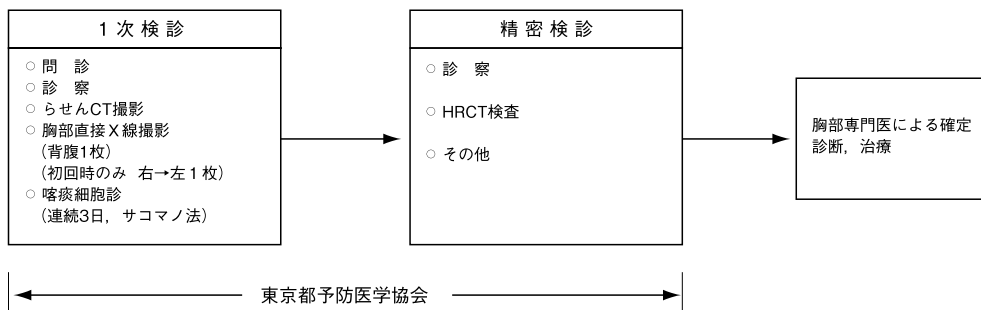 1 次 検 診
○ 問　診
○ 診　察
○ らせんCT撮影
○ 胸部直接X線撮影
（背腹1枚）
（初回時のみ 右→左1枚）
○ 喀痰細胞診
（連続3日，サコマノ法）
精 密 検 診
○ 診　察
○ HRCT検査
○ その他
胸部専門医による確定
診断，治療
東京都予防医学協会